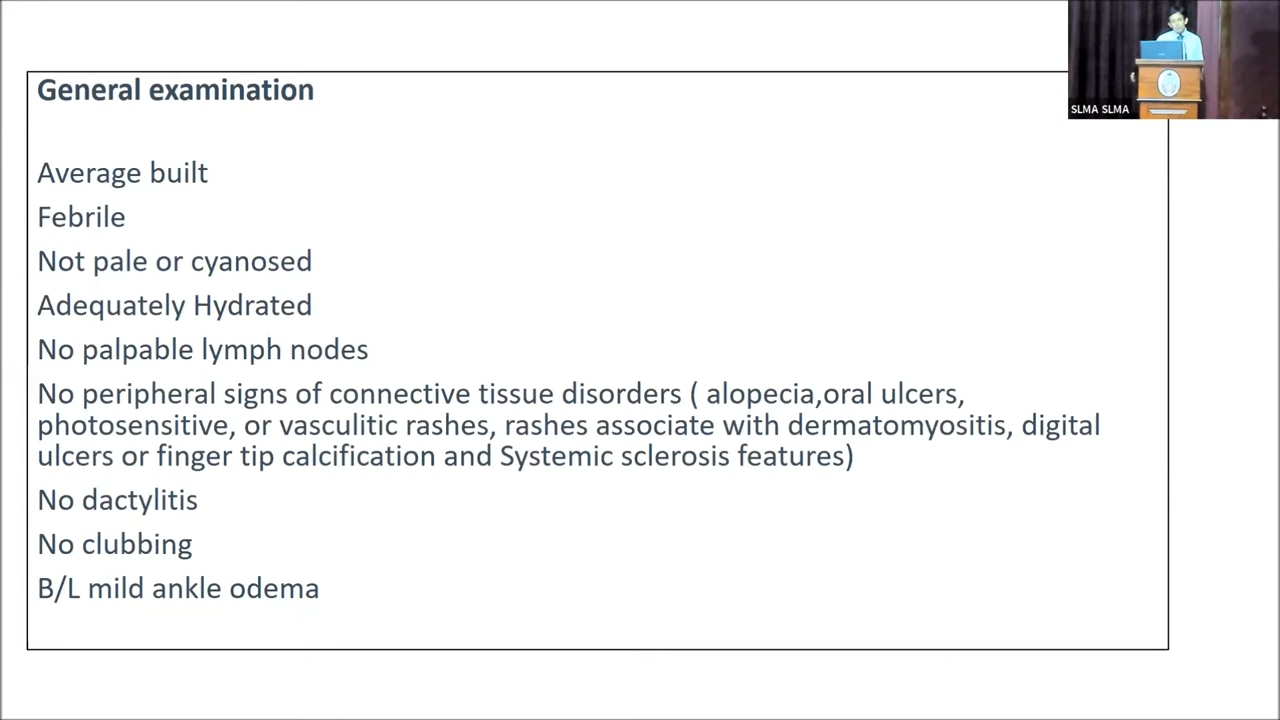 General examination
SLMA SLMA
Average built
Febrile
Not pale or cyanosed
Adequately Hydrated
No palpable lymph nodes
No peripheral signs of connective tissue disorders ( alopecia,oral ulcers,
photosensitive, or vasculitic rashes, rashes associate with dermatomyositis, digital
ulcers or finger tip calcification and Systemic sclerosis features)
No dactylitis
No clubbing
B/L mild ankle odema